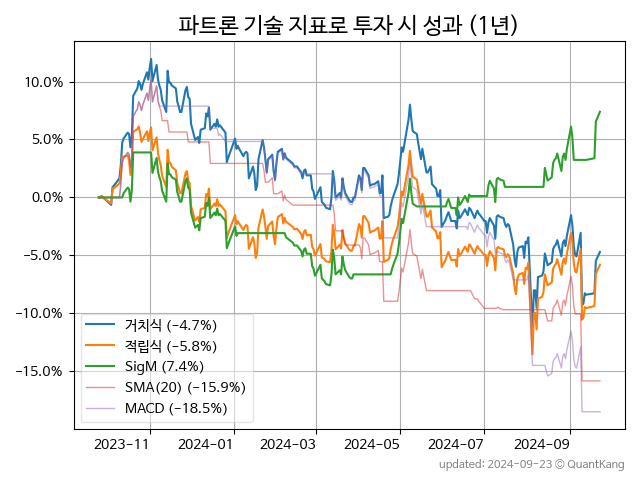 파트론 기술 지표로 투자 시 성과 (1년)
10.0%
5.0%
0.0%
−5.0%
−10.0%
−15.0%
거치식 (−4.7%)
적립식 (−5.8%)
SigM (7.4%)
SMA(20) (−15.9%)
MACD (−18.5%)
2023-11 2024-01 2024-03 2024-05 2024-07 2024-09
updated: 2024-09-23 © QuantKang